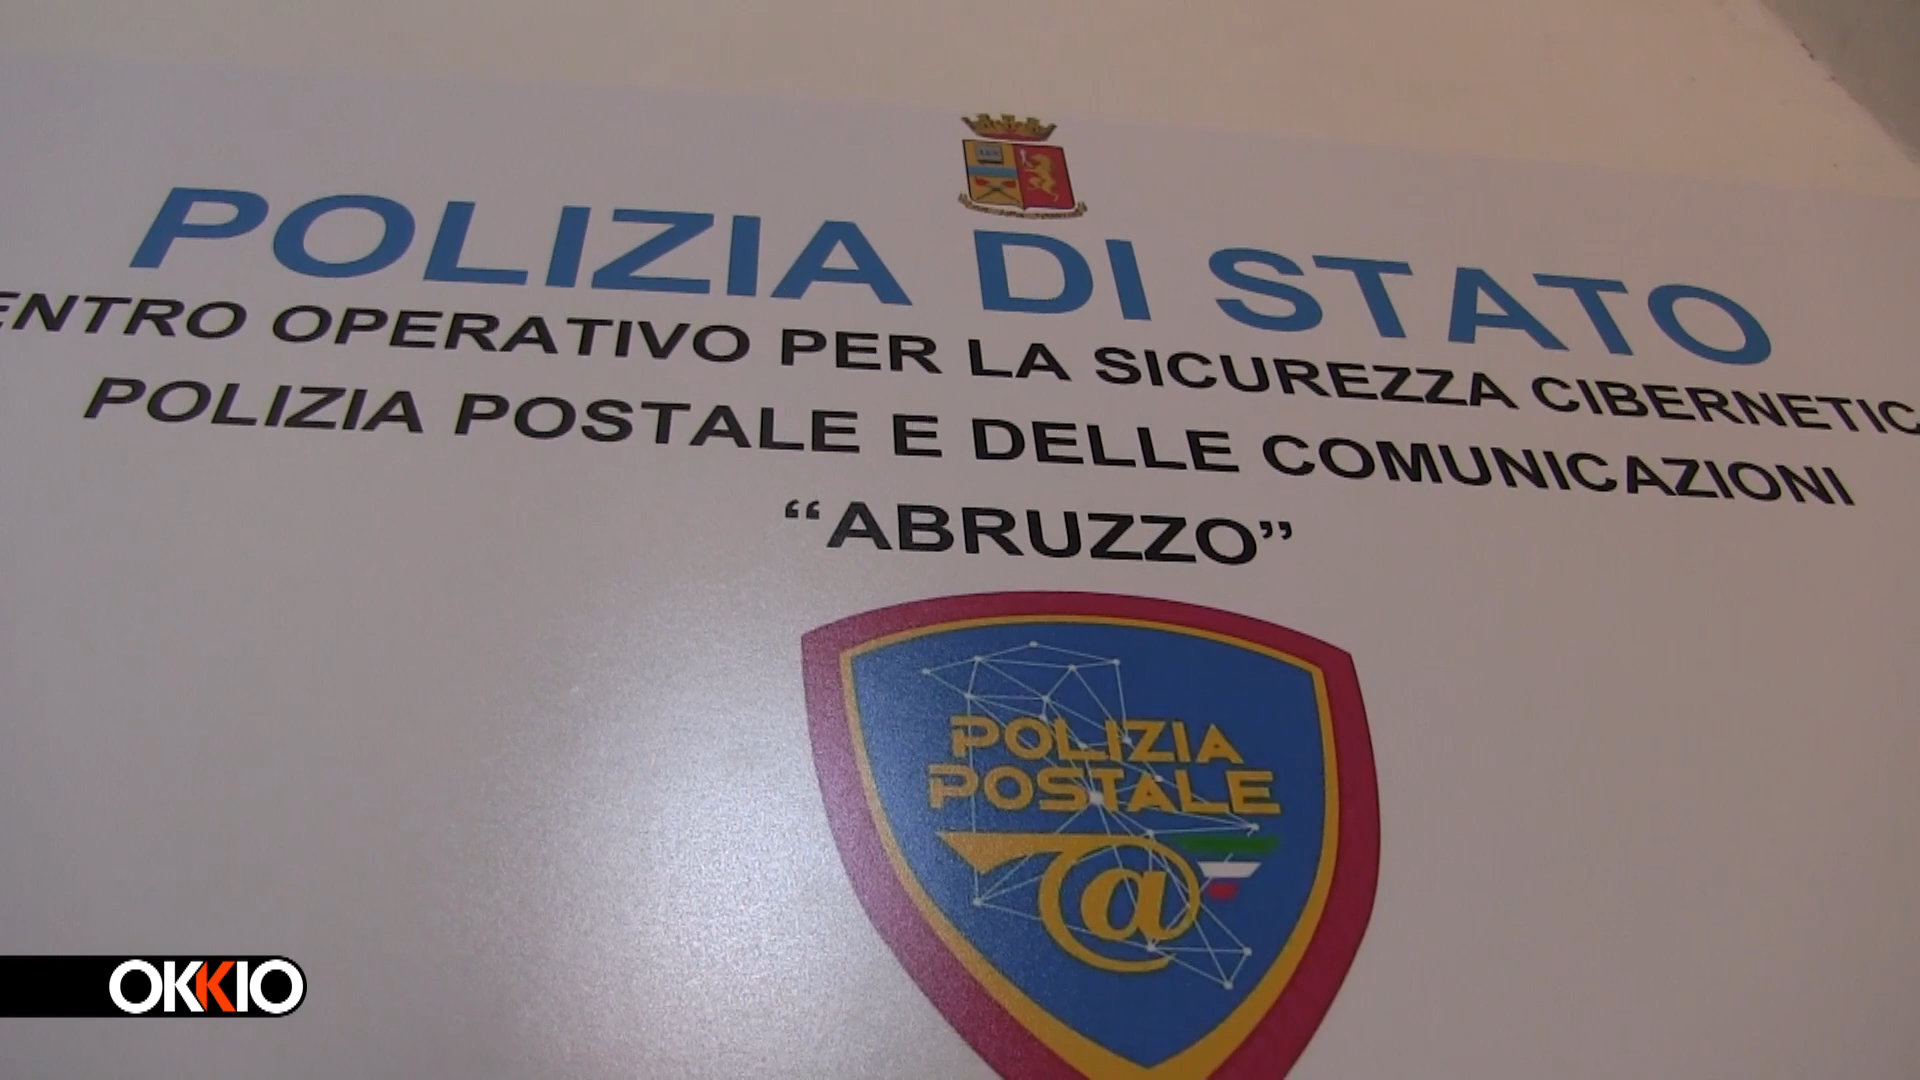 POLIZIA DI STATO
ENTRO OPERATIVO PER LA SICUREZZA CIBERNETIC
POLIZIA POSTALE E DELLE COMUNICAZIONI
“ABRUZZO”
POLIZIA
POSTALE
@
OKKIO